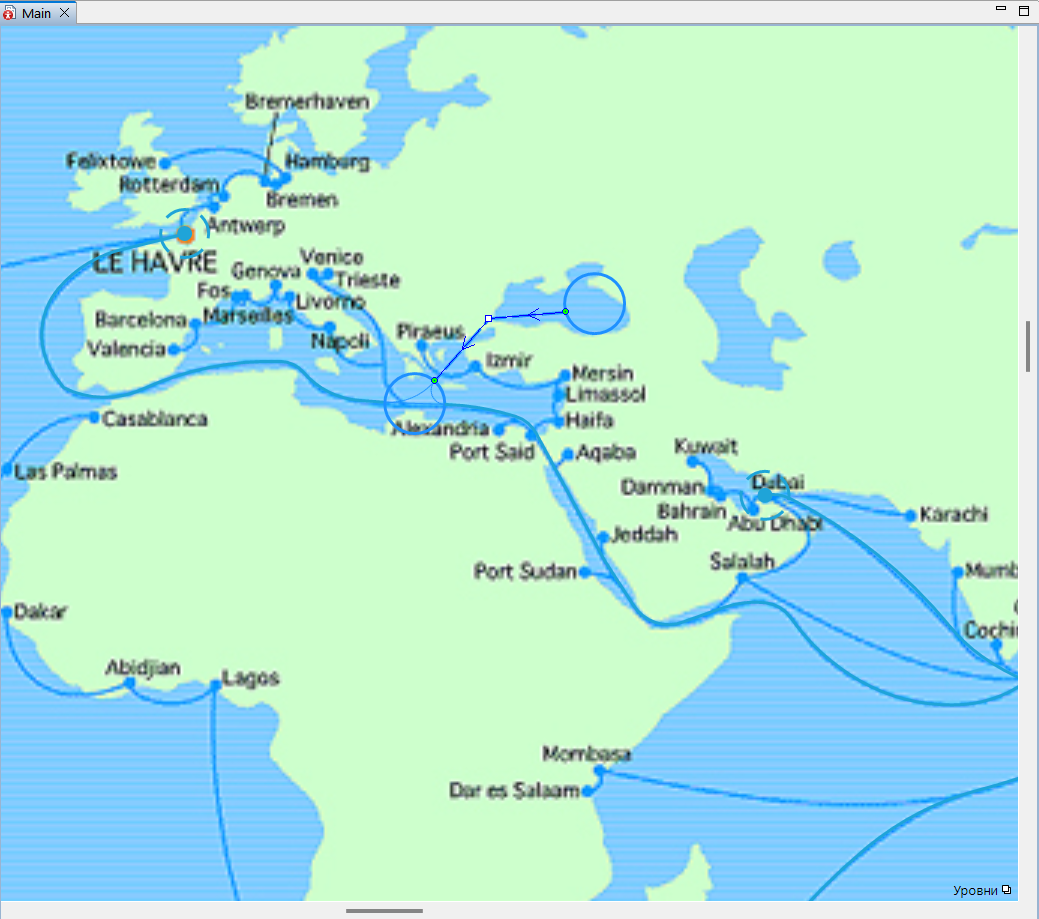 Main
Bremerhaven
Felixtowe
Hamburg
Rotterdam
Bremen
Antwerp
LE HAVRE
Venice
Genova
Trieste
Fos
Livorno
Marseilles
Barcelona
Napoli
Piraeus
Valencia
Izmir
Mersin
Limassol
Casablanca
Haifa
Alexandria
Port Said
Aqaba
Kuwait
Las Palmas
Dubai
Damman
Bahrain
Abu Dhabi
Karachi
Jeddah
Salalah
Port Sudan
Mumb
Dakar
Cochi
Abidjian
Lagos
Mombasa
Dar es Salaam
Уровни